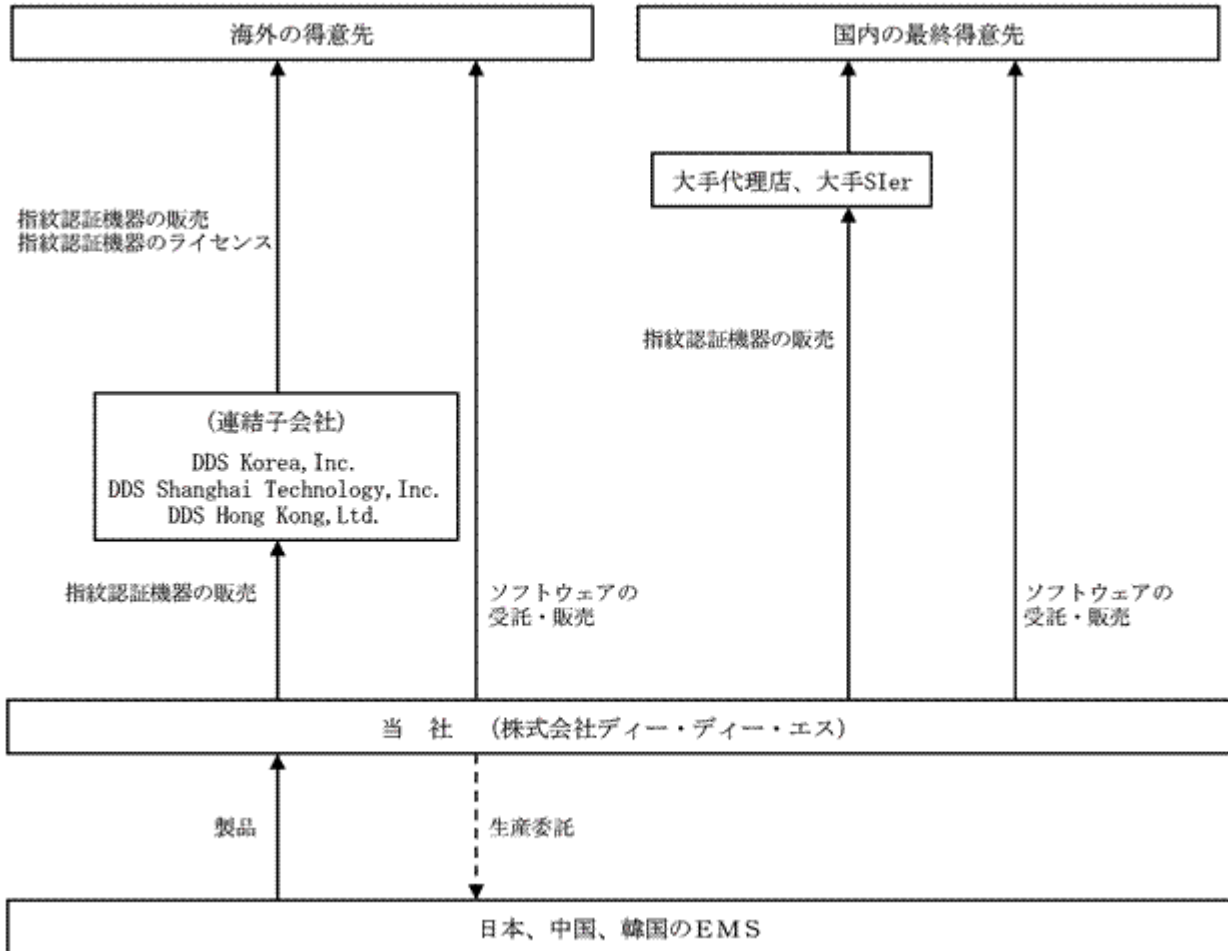 海外の得意先
国内の最終得意先
大手代理店、大手SIer
指紋認証機器の販売
指紋認証機器のライセンス
指紋認証機器の販売
(連結子会社)
DDS Korea,Inc.
DDS Shanghai Technology,Inc.
DDS Hong Kong,Ltd.
指紋認証機器の販売
ソフトウェアの
受託・販売
ソフトウェアの
受託・販売
当 社 (株式会社ディー・ディー・エス)
製品
生産委託
日本、中国、韓国のEMS